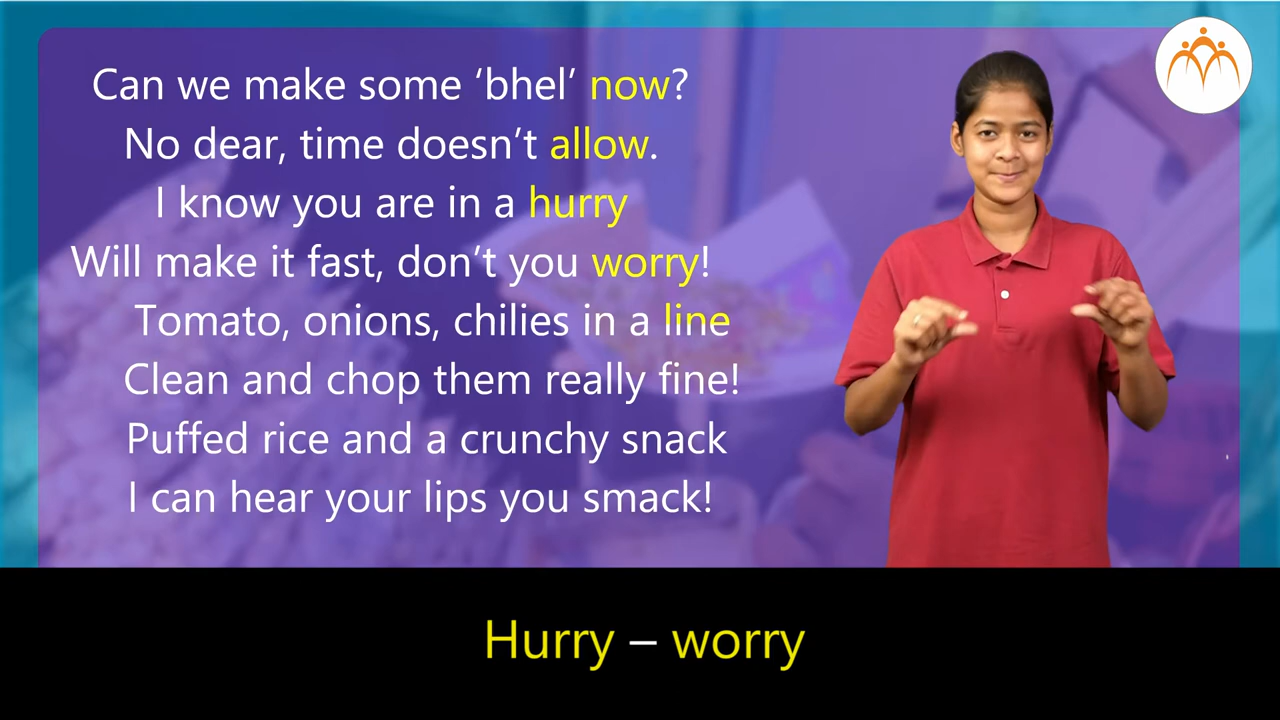 Can we make some ‘bhel’ now?
No dear, time doesn’t allow.
I know you are in a hurry
Will make it fast, don’t you worry!
Tomato, onions, chilies in a line
Clean and chop them really fine!
Puffed rice and a crunchy snack
I can hear your lips you smack!
Hurry – worry